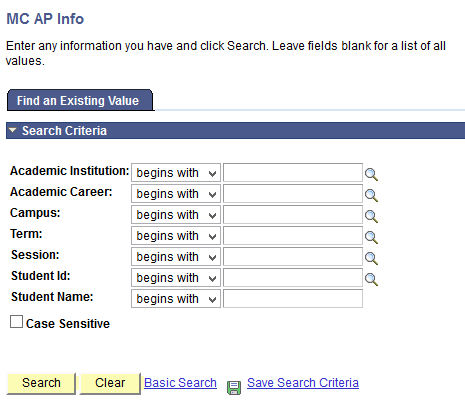 MC AP Info
Enter any information you have and click Search. Leave fields blank for a list of all
values.
Find an Existing Value
Search Criteria
Academic Institution: begins with
Academic Career: begins with
Campus: begins with
Term: begins with
Session: begins with
Student Id: begins with
Student Name: begins with
Case Sensitive
Search Clear Basic Search Save Search Criteria